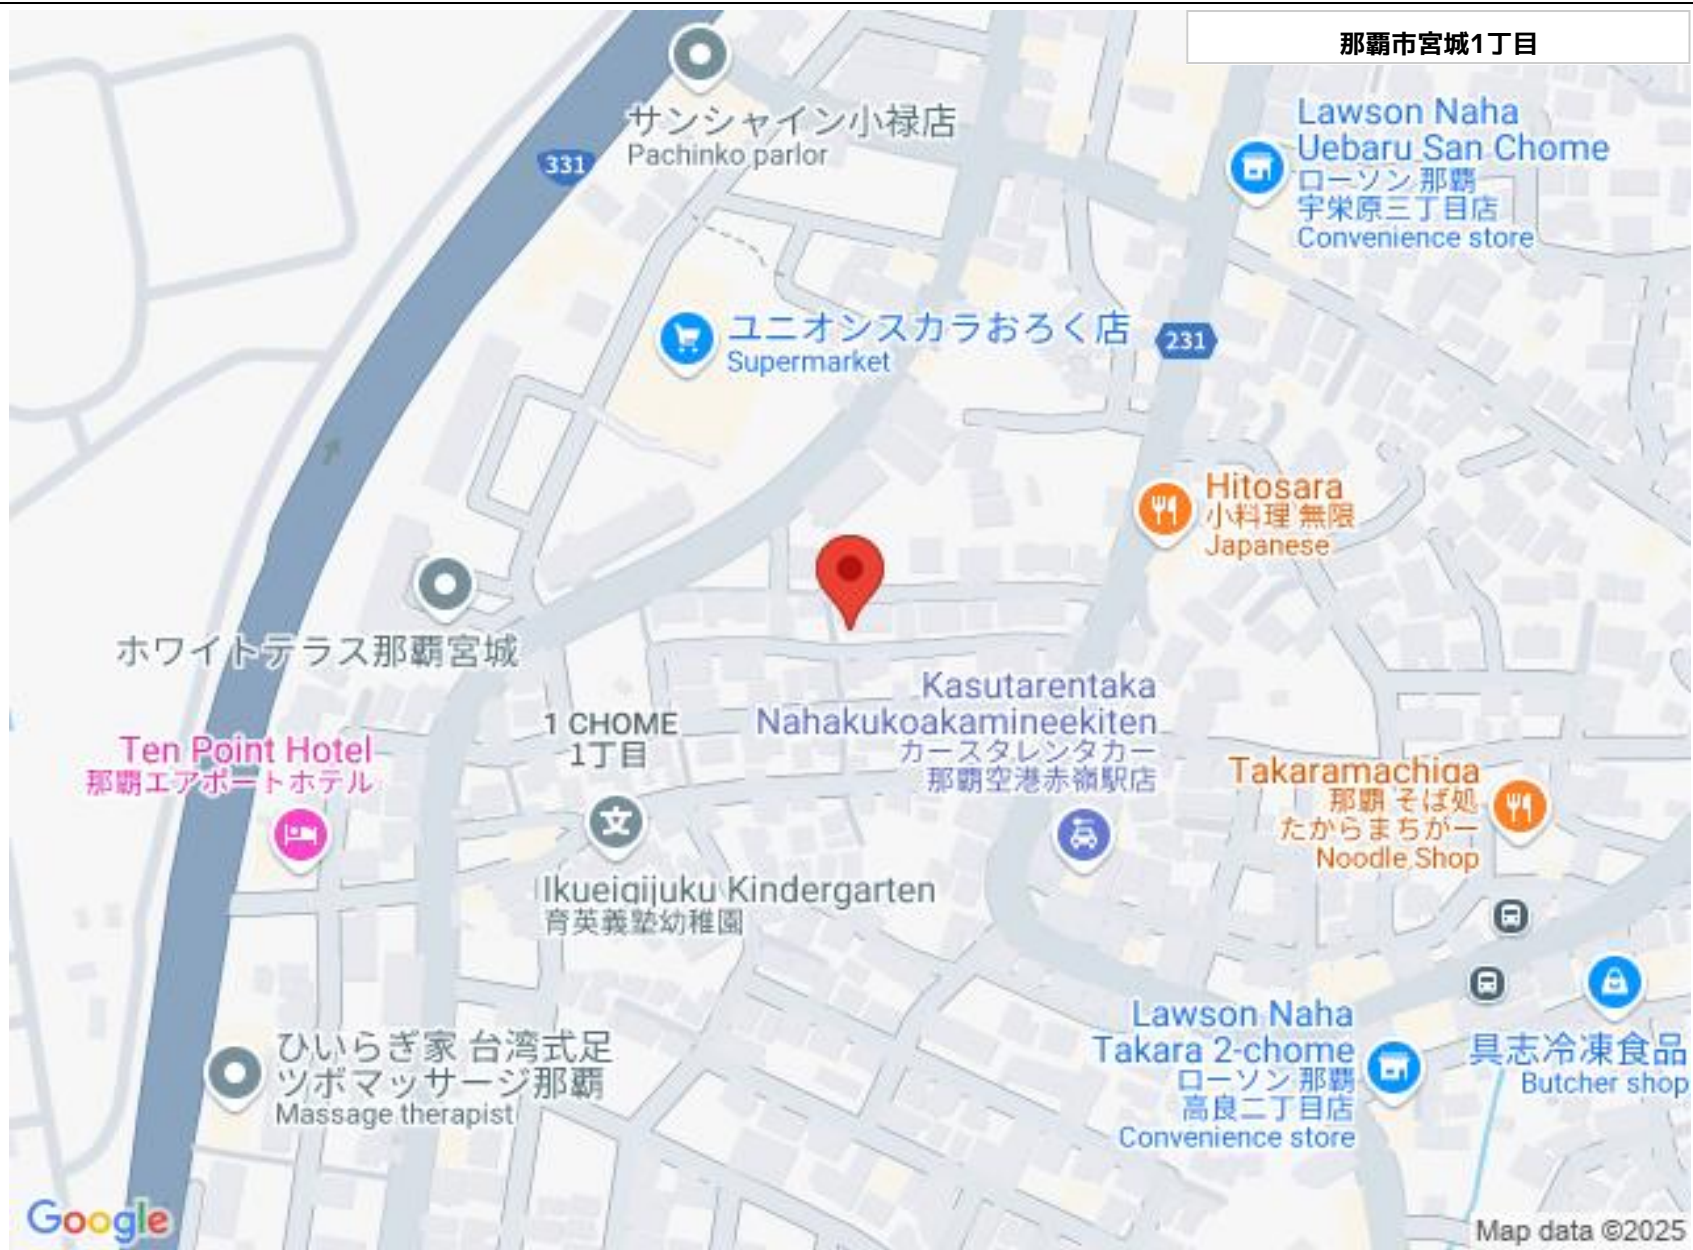 那覇市宮城1丁目
サンシャイン小禄店
Pachinko parlor
331
Lawson Naha
Uebaru San Chome
ローソン 那覇
宇栄原三丁目店
Convenience store
ユニオンスカラおろく店
Supermarket
231
Hitosara
小料理 無限
Japanese
ホワイトテラス那覇宮城
Kasutarentaka
Nahakukoakamineekiten
カースタレンタカー
那覇空港赤嶺駅店
1 CHOME
1丁目
Ten Point Hotel
那覇エアポートホテル
Takaramachiga
那覇 そば処
たからまちがー
Noodle Shop
Ikueigijuku Kindergarten
育英義塾幼稚園
Lawson Naha
Takara 2-chome
ローソン 那覇
高良二丁目店
Convenience store
具志冷凍食品
Butcher shop
ひいらぎ家 台湾式足
ツボマッサージ那覇
Massage therapist
Google
Map data ©2025